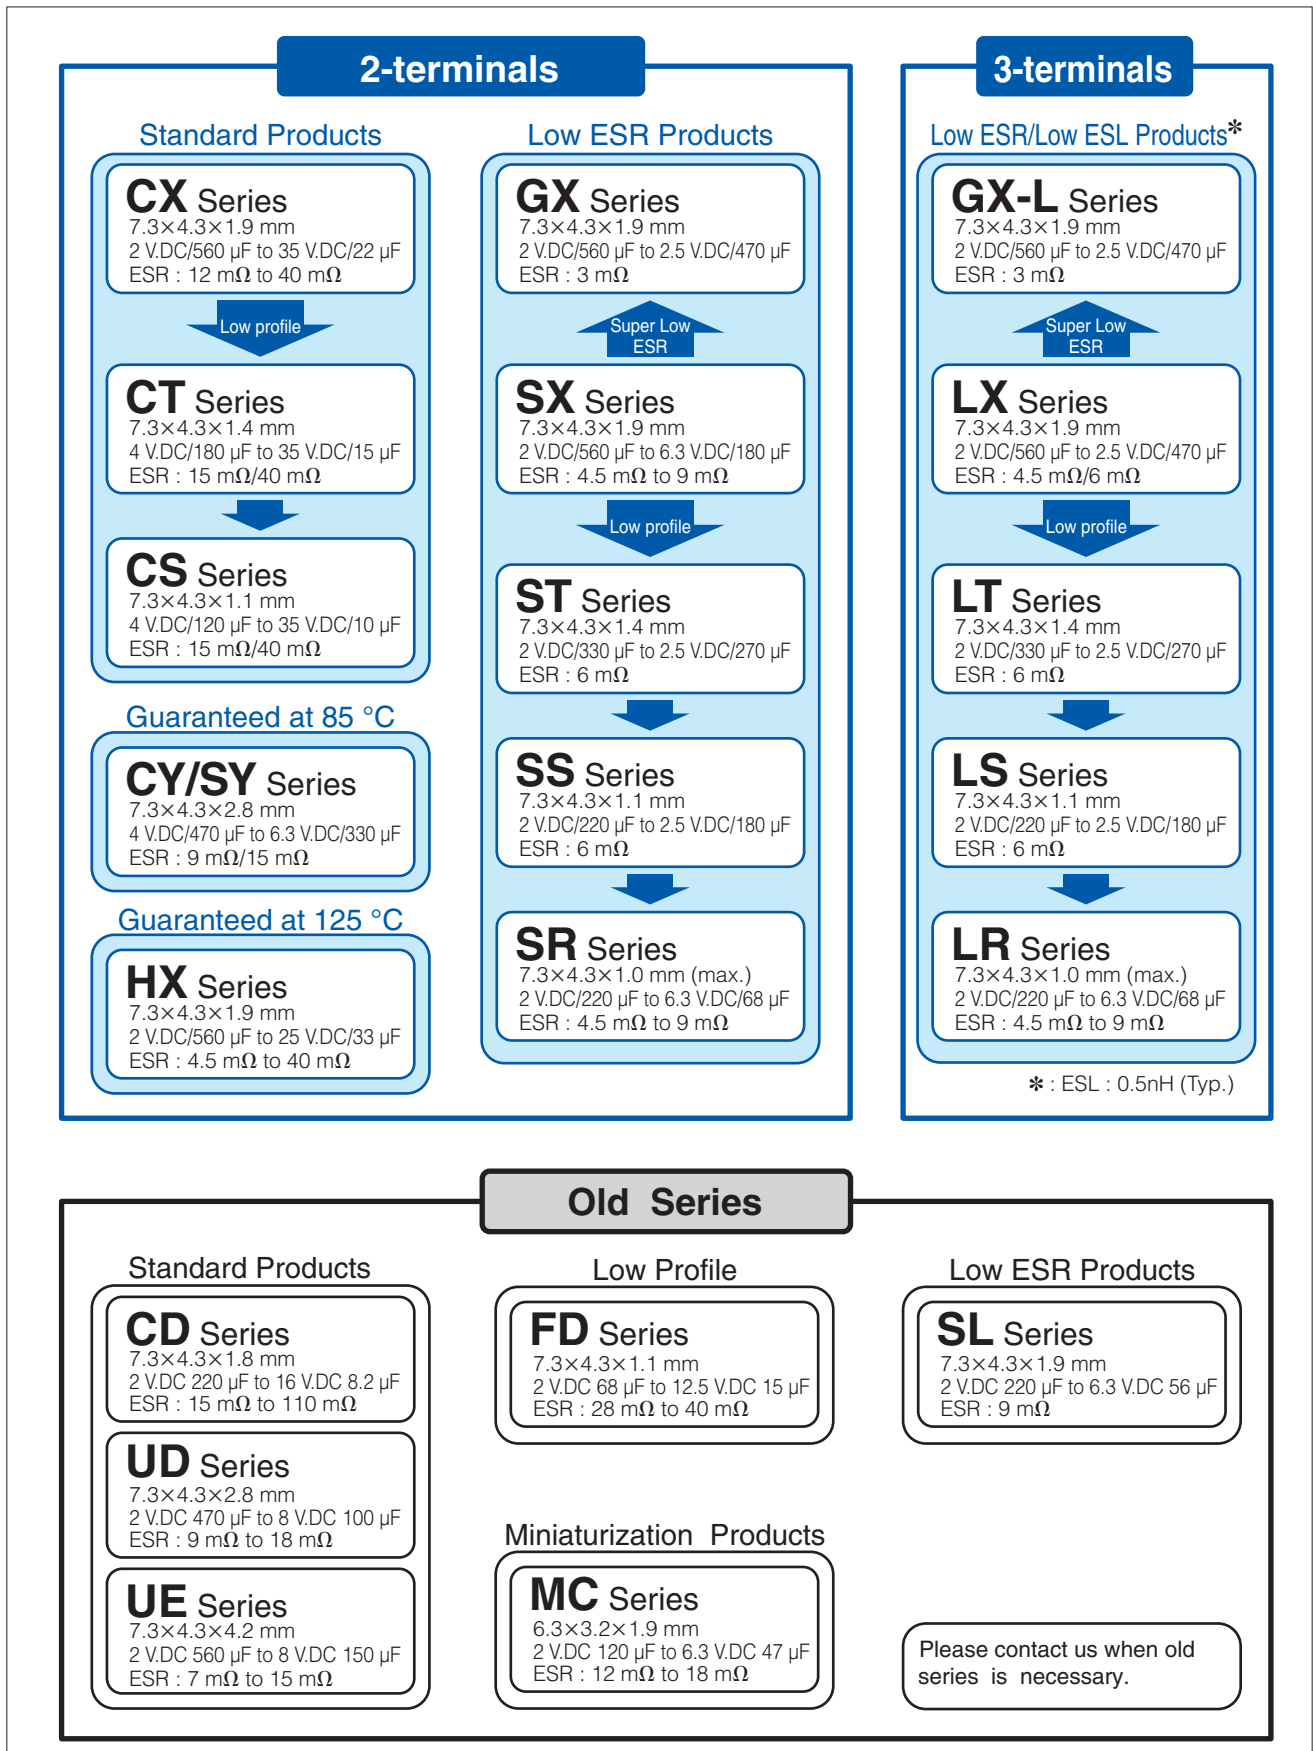 2-terminals
Standard Products
CX Series
7.3×4.3×1.9 mm
2 V.DC/560 µF to 35 V.DC/22 µF
ESR : 12 mΩ to 40 mΩ
Low profile
CT Series
7.3×4.3×1.4 mm
4 V.DC/180 µF to 35 V.DC/15 µF
ESR : 15 mΩ/40 mΩ
CS Series
7.3×4.3×1.1 mm
4 V.DC/120 µF to 35 V.DC/10 µF
ESR : 15 mΩ/40 mΩ
Guaranteed at 85 °C
CY/SY Series
7.3×4.3×2.8 mm
4 V.DC/470 µF to 6.3 V.DC/330 µF
ESR : 9 mΩ/15 mΩ
Guaranteed at 125 °C
HX Series
7.3×4.3×1.9 mm
2 V.DC/560 µF to 25 V.DC/33 µF
ESR : 4.5 mΩ to 40 mΩ
Low ESR Products
GX Series
7.3×4.3×1.9 mm
2 V.DC/560 µF to 2.5 V.DC/470 µF
ESR : 3 mΩ
Super Low
ESR
SX Series
7.3×4.3×1.9 mm
2 V.DC/560 µF to 6.3 V.DC/180 µF
ESR : 4.5 mΩ to 9 mΩ
Low profile
ST Series
7.3×4.3×1.4 mm
2 V.DC/330 µF to 2.5 V.DC/270 µF
ESR : 6 mΩ
SS Series
7.3×4.3×1.1 mm
2 V.DC/220 µF to 2.5 V.DC/180 µF
ESR : 6 mΩ
SR Series
7.3×4.3×1.0 mm (max.)
2 V.DC/220 µF to 6.3 V.DC/68 µF
ESR : 4.5 mΩ to 9 mΩ
3-terminals
Low ESR/Low ESL Products*
GX-L Series
7.3×4.3×1.9 mm
2 V.DC/560 µF to 2.5 V.DC/470 µF
ESR : 3 mΩ
Super Low
ESR
LX Series
7.3×4.3×1.9 mm
2 V.DC/560 µF to 2.5 V.DC/470 µF
ESR : 4.5 mΩ/6 mΩ
Low profile
LT Series
7.3×4.3×1.4 mm
2 V.DC/330 µF to 2.5 V.DC/270 µF
ESR : 6 mΩ
LS Series
7.3×4.3×1.1 mm
2 V.DC/220 µF to 2.5 V.DC/180 µF
ESR : 6 mΩ
LR Series
7.3×4.3×1.0 mm (max.)
2 V.DC/220 µF to 6.3 V.DC/68 µF
ESR : 4.5 mΩ to 9 mΩ
* : ESL : 0.5nH (Typ.)
Old Series
Standard Products
CD Series
7.3×4.3×1.8 mm
2 V.DC 220 µF to 16 V.DC 8.2 µF
ESR : 15 mΩ to 110 mΩ
UD Series
7.3×4.3×2.8 mm
2 V.DC 470 µF to 8 V.DC 100 µF
ESR : 9 mΩ to 18 mΩ
UE Series
7.3×4.3×4.2 mm
2 V.DC 560 µF to 8 V.DC 150 µF
ESR : 7 mΩ to 15 mΩ
Low Profile
FD Series
7.3×4.3×1.1 mm
2 V.DC 68 µF to 12.5 V.DC 15 µF
ESR : 28 mΩ to 40 mΩ
Miniaturization Products
MC Series
6.3×3.2×1.9 mm
2 V.DC 120 µF to 6.3 V.DC 47 µF
ESR : 12 mΩ to 18 mΩ
Low ESR Products
SL Series
7.3×4.3×1.9 mm
2 V.DC 220 µF to 6.3 V.DC 56 µF
ESR : 9 mΩ
Please contact us when old
series is necessary.